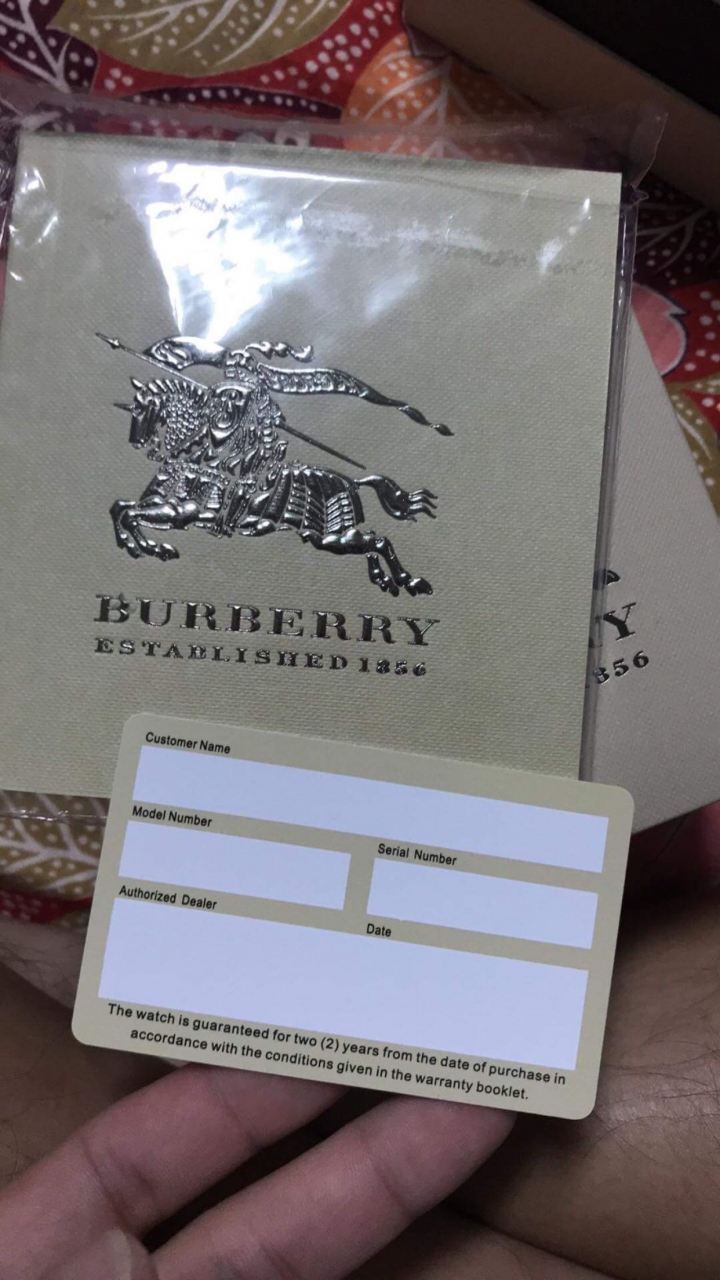 BURBERRY
ESTABLISHED 1856
Y
856
Customer Name
Model Number
Serial Number
Authorized Dealer
Date
The watch is guaranteed for two (2) years from the date of purchase in
accordance with the conditions given in the warranty booklet.